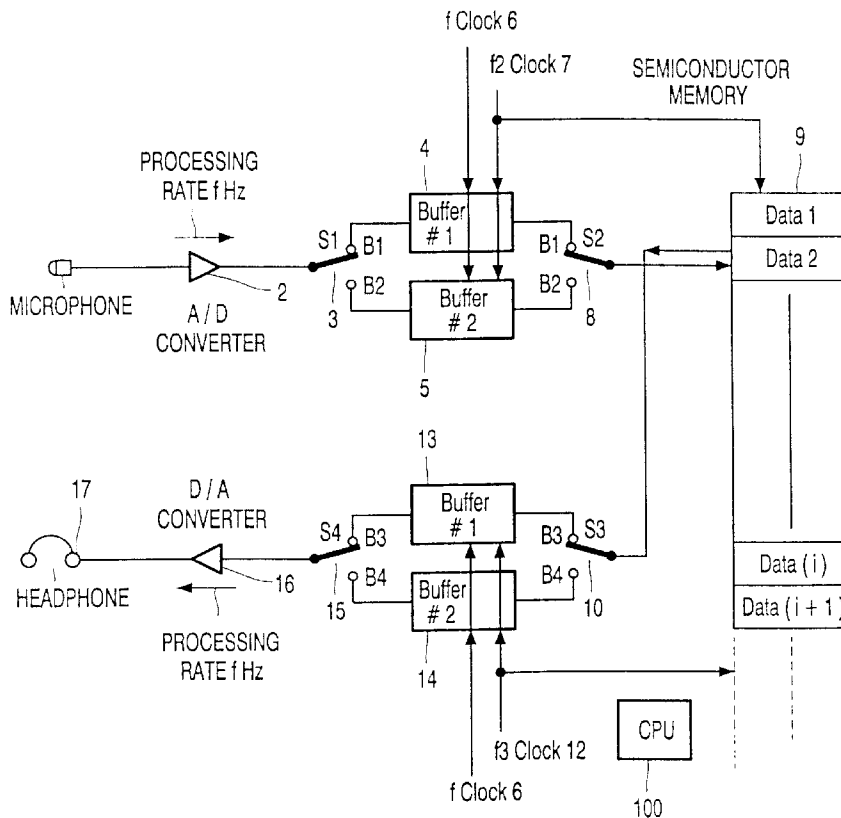 f Clock 6
f2 Clock 7
SEMICONDUCTOR
MEMORY
PROCESSING
RATE f Hz
4
9
Buffer
# 1
Data 1
S1
B1
B1
S2
Data 2
MICROPHONE
2
B2
B2
A / D
CONVERTER
3
Buffer
# 2
8
5
13
17
D / A
CONVERTER
Buffer
# 1
S4
B3
B3
S3
Data ( i )
HEADPHONE
16
B4
B4
Buffer
# 2
Data ( i + 1 )
15
10
PROCESSING
RATE f Hz
14
CPU
f3 Clock 12
f Clock 6
100